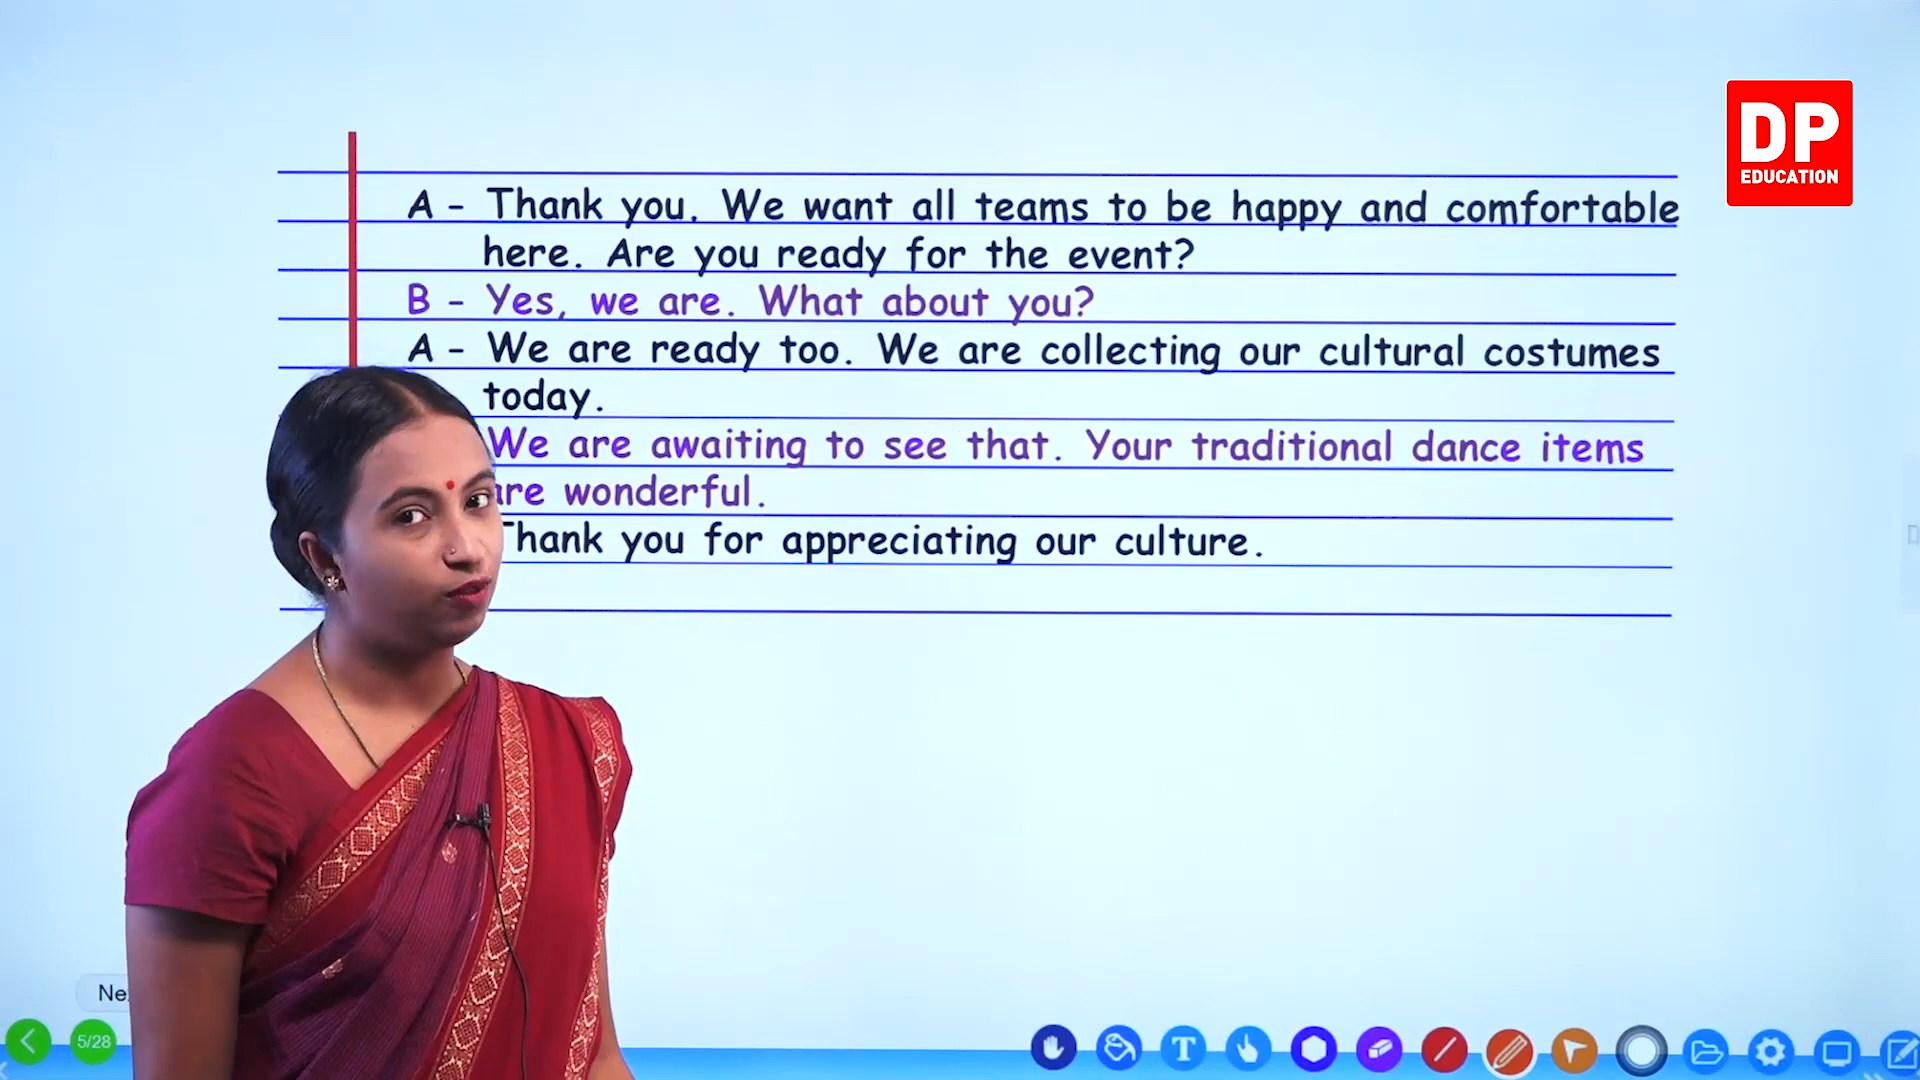 DP
EDUCATION
A - Thank you. We want all teams to be happy and comfortable
here. Are you ready for the event?
B - Yes, we are. What about you?
A - We are ready too. We are collecting our cultural costumes
today.
We are awaiting to see that. Your traditional dance items
are wonderful.
Thank you for appreciating our culture.
5/28
T